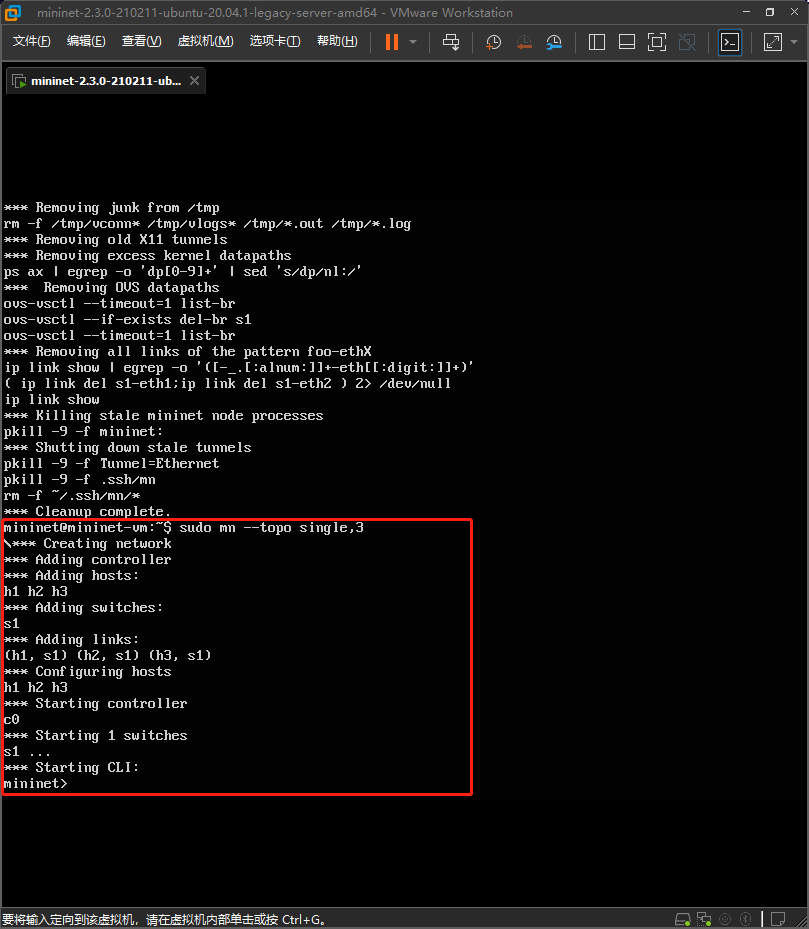 mininet-2.3.0-210211-ubuntu-20.04.1-legacy-server-amd64 - VMware Workstation
文件(F) 编辑(E) 查看(V) 虚拟机(M) 选项卡(T) 帮助(H)
mininet-2.3.0-210211-ub...
*** Removing junk from /tmp
rm -f /tmp/vconn* /tmp/vlogs* /tmp/*.out /tmp/*.log
*** Removing old X11 tunnels
*** Removing excess kernel datapaths
ps ax | egrep -o 'dp[0-9]+' | sed 's/dp/nl:/'
***  Removing OVS datapaths
ovs-vsctl --timeout=1 list-br
ovs-vsctl --if-exists del-br s1
ovs-vsctl --timeout=1 list-br
*** Removing all links of the pattern foo-ethX
ip link show | egrep -o '([-_.[:alnum:]]+-eth[[:digit:]]+)'
( ip link del s1-eth1;ip link del s1-eth2 ) 2> /dev/null
ip link show
*** Killing stale mininet node processes
pkill -9 -f mininet:
*** Shutting down stale tunnels
pkill -9 -f Tunnel=Ethernet
pkill -9 -f .ssh/mn
rm -f ~/.ssh/mn/*
*** Cleanup complete.
mininet@mininet-vm:~$ sudo mn --topo single,3
\*** Creating network
*** Adding controller
*** Adding hosts:
h1 h2 h3
*** Adding switches:
s1
*** Adding links:
(h1, s1) (h2, s1) (h3, s1)
*** Configuring hosts
h1 h2 h3
*** Starting controller
c0
*** Starting 1 switches
s1 ...
*** Starting CLI:
mininet>
要将输入定向到该虚拟机，请在虚拟机内部单击或按 Ctrl+G。